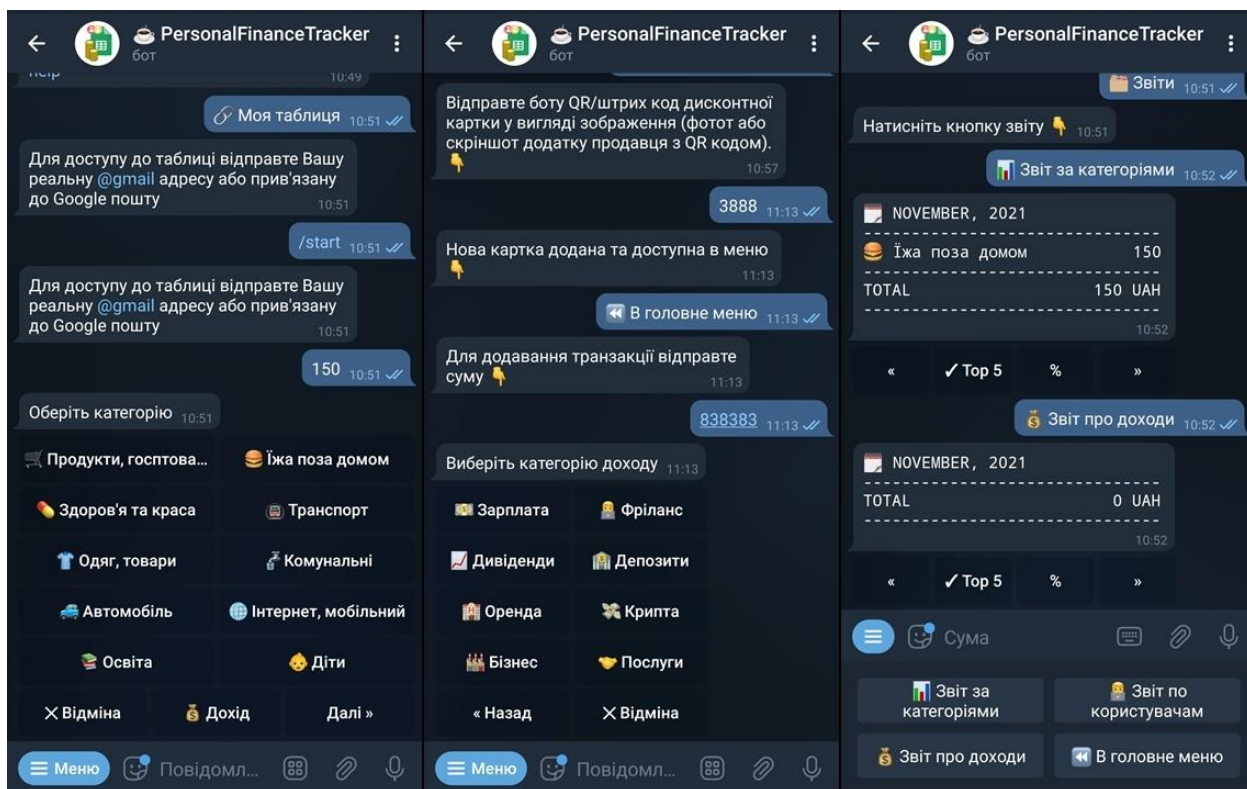 PersonalFinanceTracker
бот
help
10:49
Моя таблиця 10:51
Для доступу до таблиці відправте Вашу
реальну @gmail адресу або прив'язану
до Google пошту
10:51
/start 10:51
Для доступу до таблиці відправте Вашу
реальну @gmail адресу або прив'язану
до Google пошту
10:51
150 10:51
Оберіть категорію 10:51
Продукти, госптова...
Їжа поза домом
Здоров'я та краса
Транспорт
Одяг, товари
Комунальні
Автомобіль
Інтернет, мобільний
Освіта
Діти
Відміна
Дохід
Далі »
Меню
Повідомл...
PersonalFinanceTracker
бот
Відправте боту QR/штрих код дисконтної
картки у вигляді зображення (фотот або
скріншот додатку продавця з QR кодом).
10:57
3888 11:13
Нова картка додана та доступна в меню
11:13
В головне меню 11:13
Для додавання транзакції відправте
суму
11:13
838383 11:13
Виберіть категорію доходу 11:13
Зарплата
Фріланс
Дивіденди
Депозити
Оренда
Крипта
Бізнес
Послуги
« Назад
Відміна
Меню
Повідомл...
PersonalFinanceTracker
бот
Звіти 10:51
Натисніть кнопку звіту 10:51
Звіт за категоріями 10:52
NOVEMBER, 2021
Їжа поза домом 150
TOTAL 150 UAH
10:52
« ✓ Top 5 % »
Звіт про доходи 10:52
NOVEMBER, 2021
TOTAL 0 UAH
10:52
« ✓ Top 5 % »
Сума
Звіт за
категоріями
Звіт по
користувачам
Звіт про доходи
В головне меню